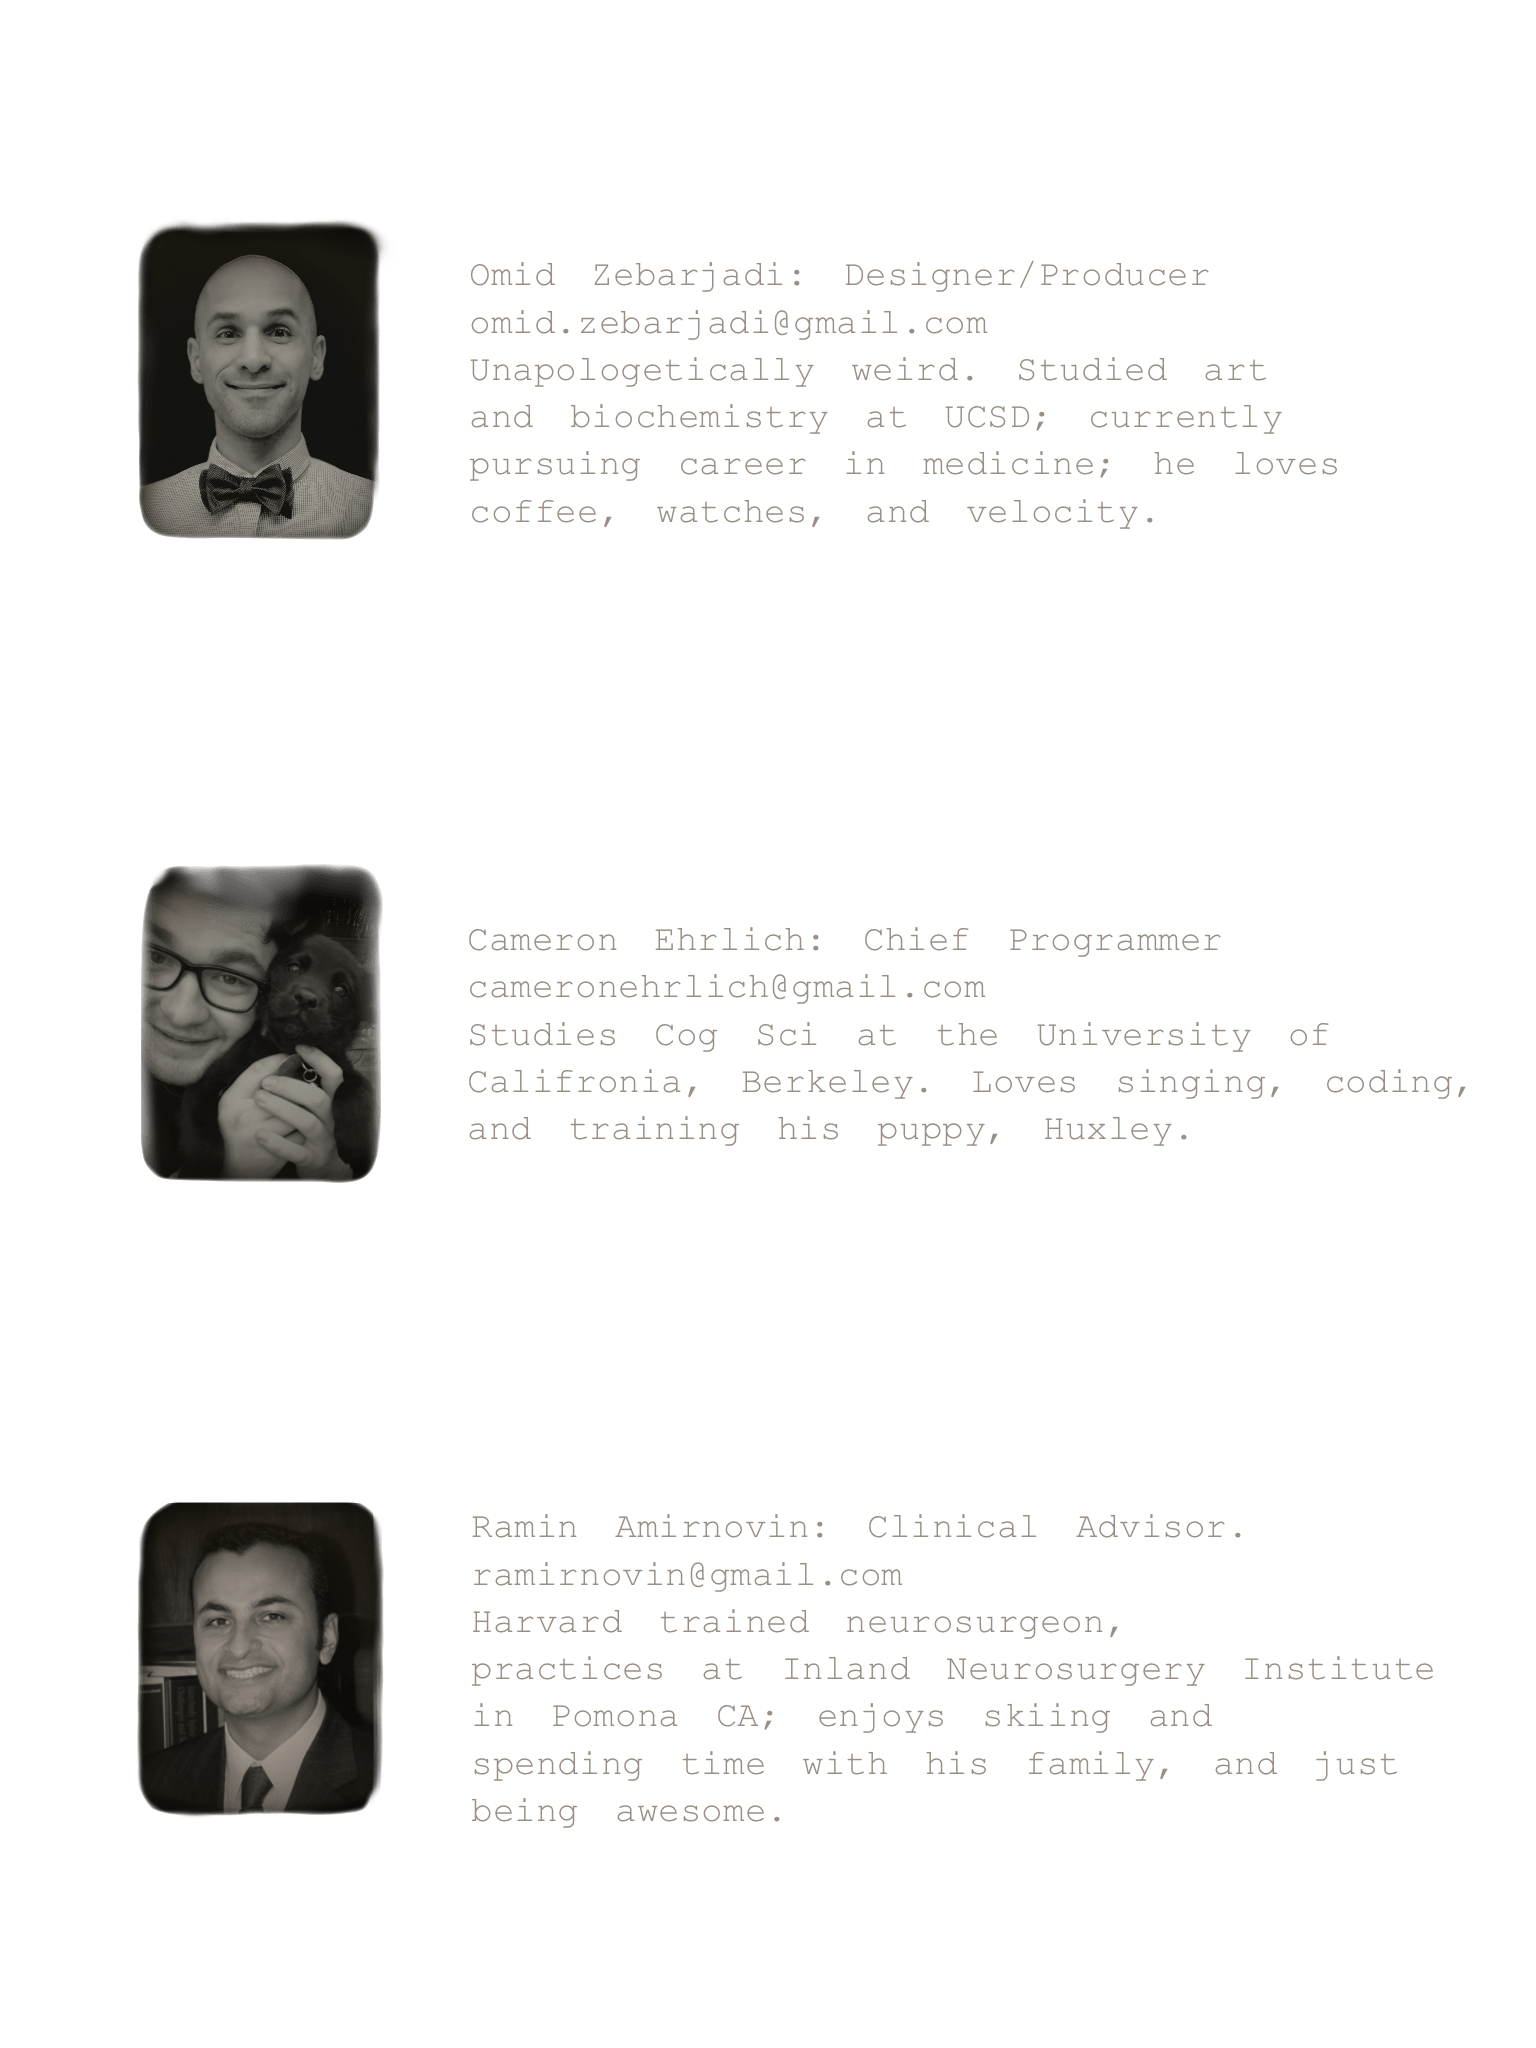 Omid Zebarjadi: Designer/Producer
omid.zebarjadi@gmail.com
Unapologetically weird. Studied art
and biochemistry at UCSD; currently
pursuing career in medicine; he loves
coffee, watches, and velocity.
Cameron Ehrlich: Chief Programmer
cameronehrlich@gmail.com
Studies Cog Sci at the University of
Califronia, Berkeley. Loves singing, coding,
and training his puppy, Huxley.
Ramin Amirnovin: Clinical Advisor.
ramirnovin@gmail.com
Harvard trained neurosurgeon,
practices at Inland Neurosurgery Institute
in Pomona CA; enjoys skiing and
spending time with his family, and just
being awesome.